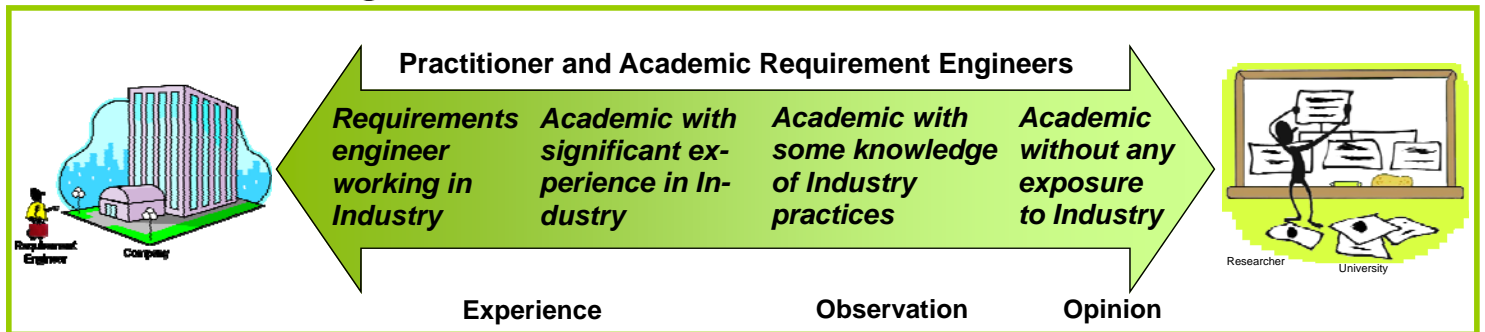 Practitioner and Academic Requirement Engineers
Requirements
engineer
working in
Industry
Academic with
significant ex-
perience in In-
dustry
Academic with
some knowledge
of Industry
practices
Academic
without any
exposure
to Industry
Requirement
Engineer
Company
Researcher
University
Experience
Observation
Opinion